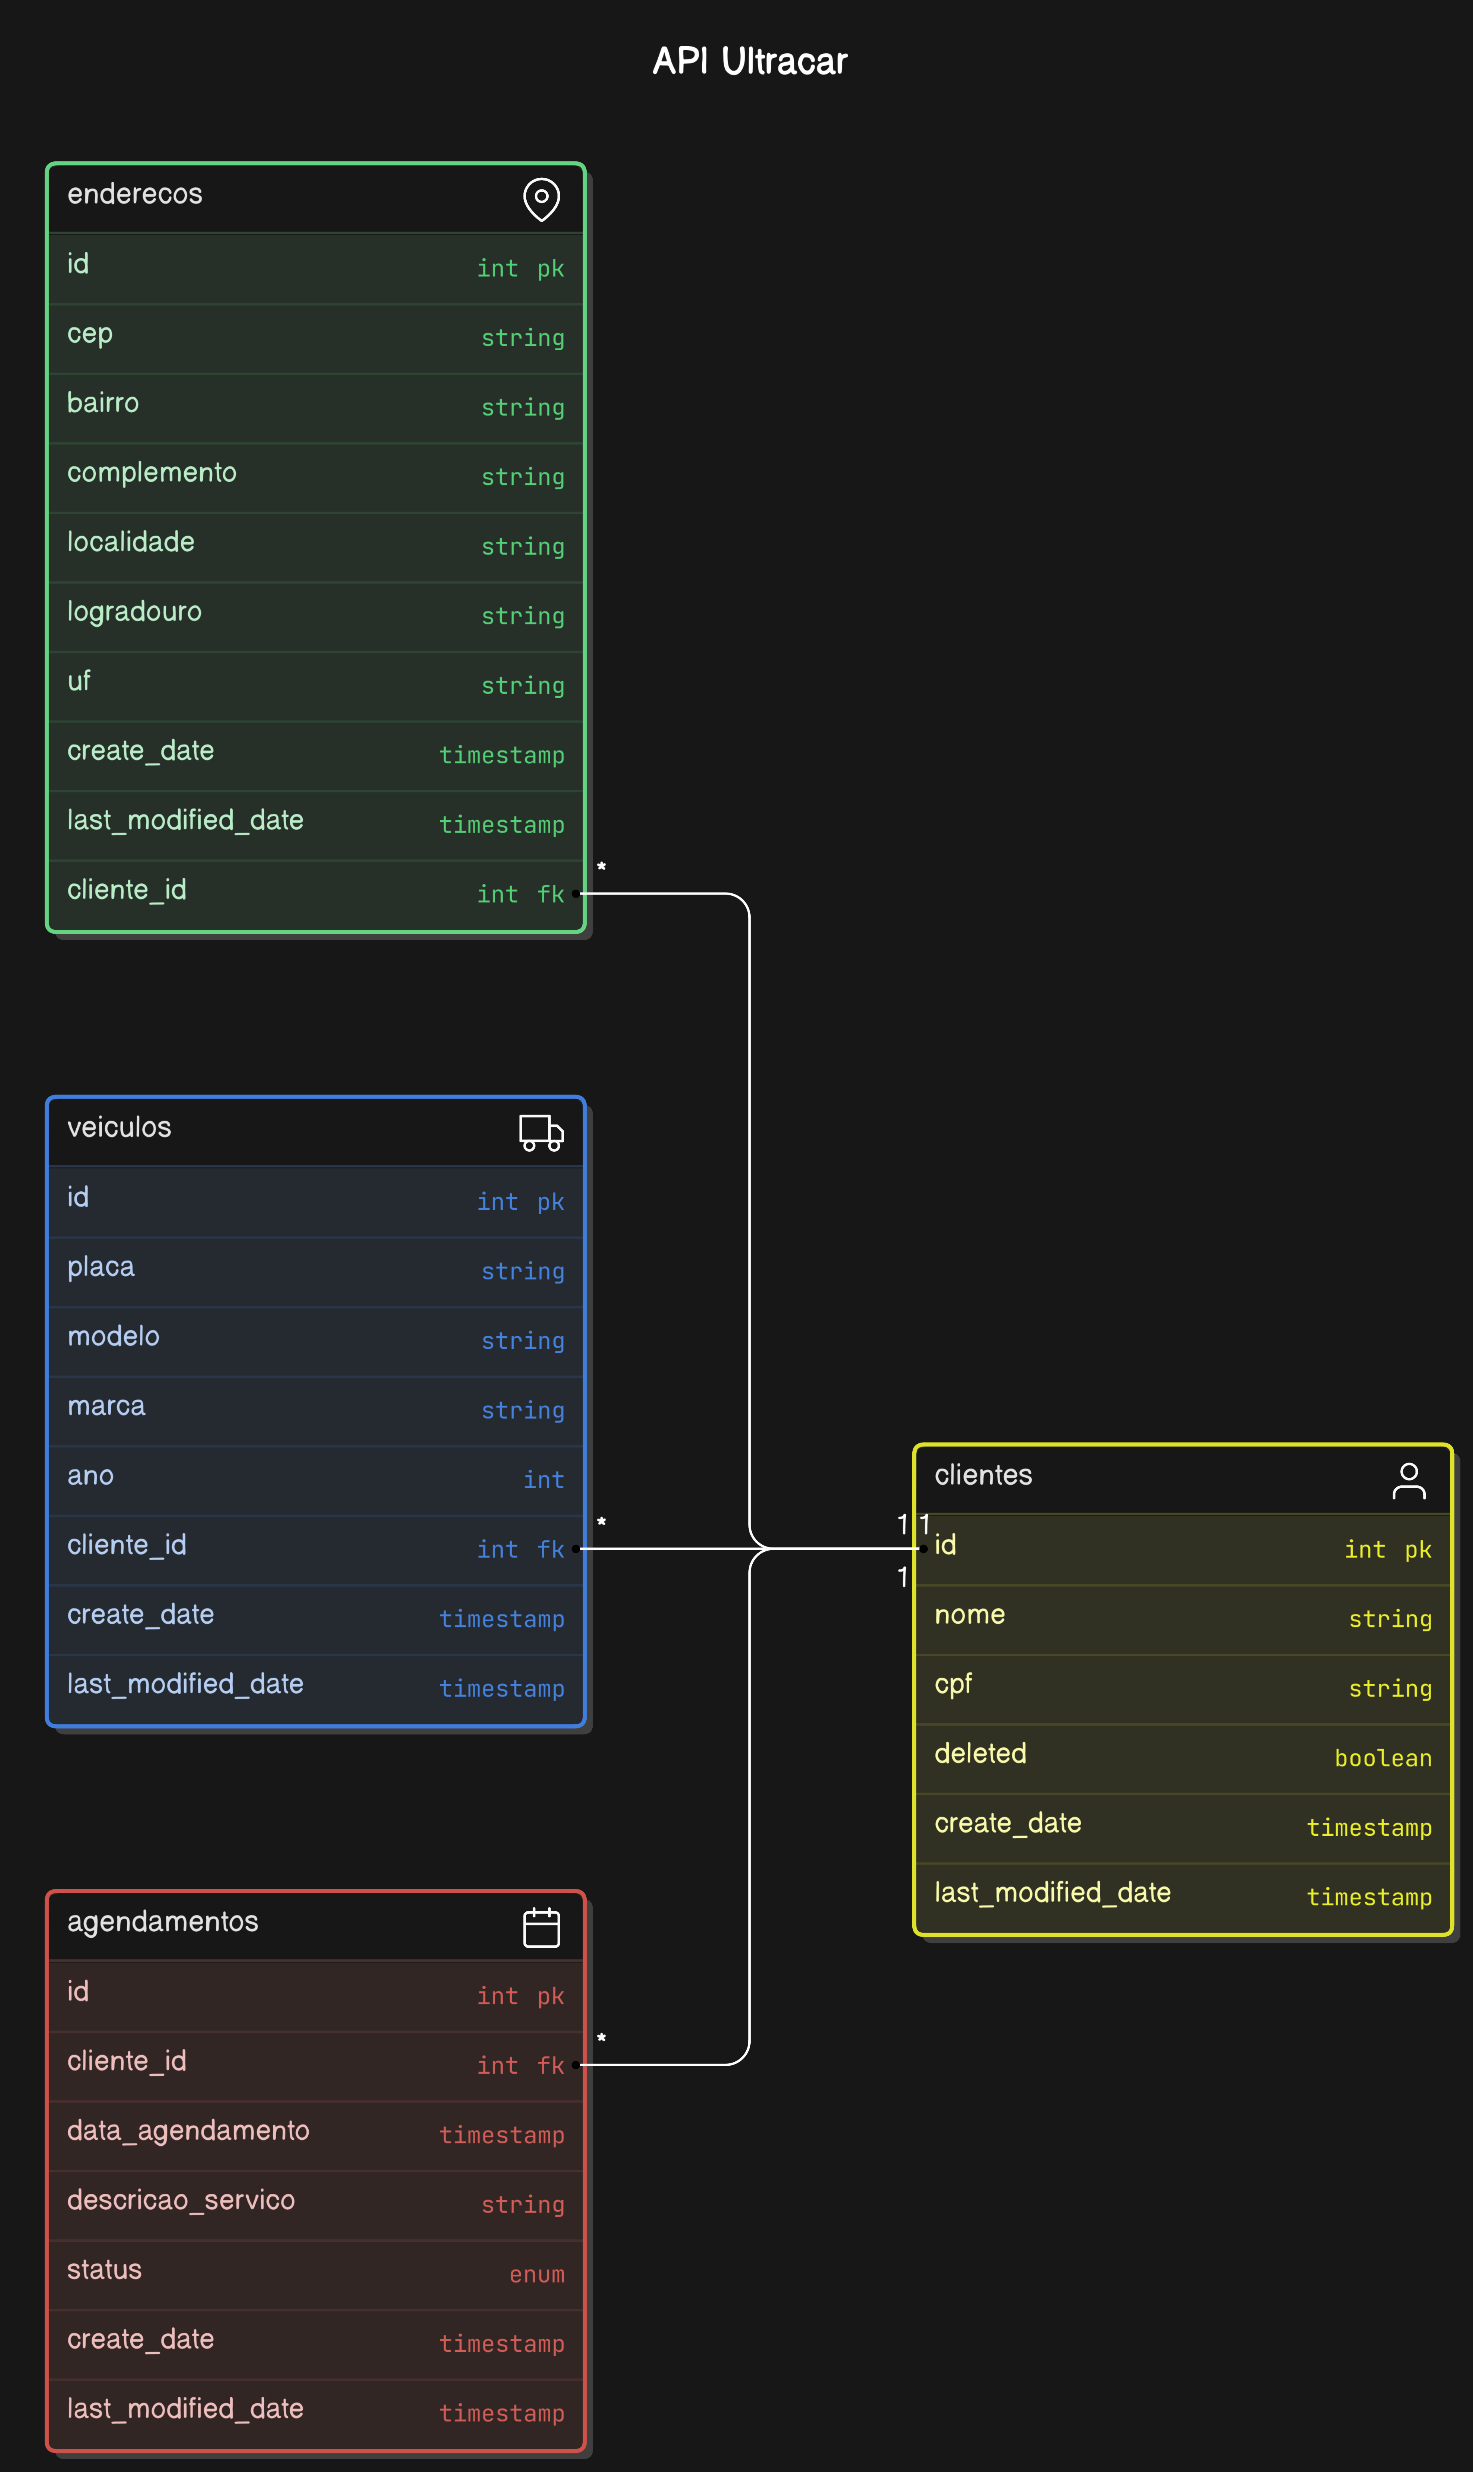 API Ultracar
enderecos
id int pk
cep string
bairro string
complemento string
localidade string
logradouro string
uf string
create_date timestamp
last_modified_date timestamp
*
cliente_id int fk
veiculos
id int pk
placa string
modelo string
marca string
ano int
*
cliente_id int fk
create_date timestamp
last_modified_date timestamp
clientes
1 1
id int pk
1
nome string
cpf string
deleted boolean
create_date timestamp
last_modified_date timestamp
agendamentos
id int pk
*
cliente_id int fk
data_agendamento timestamp
descricao_servico string
status enum
create_date timestamp
last_modified_date timestamp